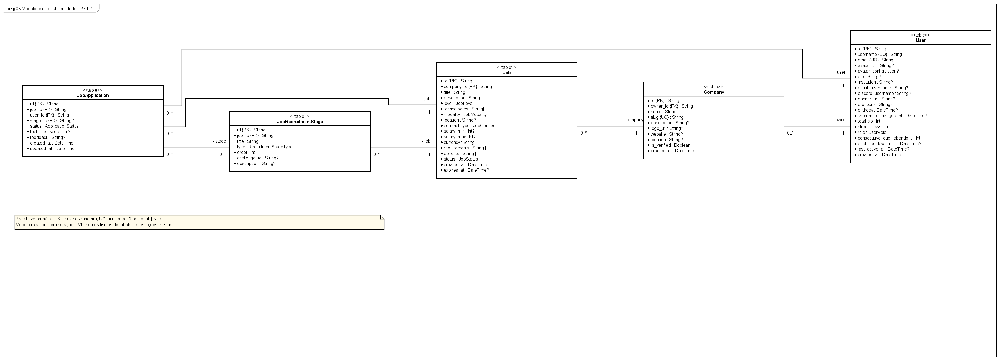 pkg 03 Modelo relacional - entidades PK FK
<<table>>
JobApplication
+ id {PK} : String
+ job_id {FK} : String
+ user_id {FK} : String
+ stage_id {FK} : String?
+ status : ApplicationStatus
+ technical_score : Int?
+ feedback : String?
+ created_at : DateTime
+ updated_at : DateTime
0..*
0..*
0..*
- stage
0..1
<<table>>
JobRecruitmentStage
+ id {PK} : String
+ job_id {FK} : String
+ title : String
+ type : RecruitmentStageType
+ order : Int
+ challenge_id : String?
+ description : String?
0..*
- job
1
- job
1
<<table>>
Job
+ id {PK} : String
+ company_id {FK} : String
+ title : String
+ description : String
+ level : JobLevel
+ technologies : String[]
+ modality : JobModality
+ location : String?
+ contract_type : JobContract
+ salary_min : Int?
+ salary_max : Int?
+ currency : String
+ requirements : String[]
+ benefits : String[]
+ status : JobStatus
+ created_at : DateTime
+ expires_at : DateTime?
0..*
- company
1
<<table>>
Company
+ id {PK} : String
+ owner_id {FK} : String
+ name : String
+ slug {UQ} : String
+ description : String?
+ logo_url : String?
+ website : String?
+ location : String?
+ is_verified : Boolean
+ created_at : DateTime
0..*
- owner
1
- user
1
<<table>>
User
+ id {PK} : String
+ username {UQ} : String
+ email {UQ} : String
+ avatar_url : String?
+ avatar_config : Json?
+ bio : String?
+ institution : String?
+ github_username : String?
+ discord_username : String?
+ banner_url : String?
+ pronouns : String?
+ birthday : DateTime?
+ username_changed_at : DateTime?
+ total_xp : Int
+ streak_days : Int
+ role : UserRole
+ consecutive_duel_abandons : Int
+ duel_cooldown_until : DateTime?
+ last_active_at : DateTime?
+ created_at : DateTime
PK: chave primária; FK: chave estrangeira; UQ: unicidade. ? opcional; [] vetor.
Modelo relacional em notação UML; nomes físicos de tabelas e restrições Prisma.